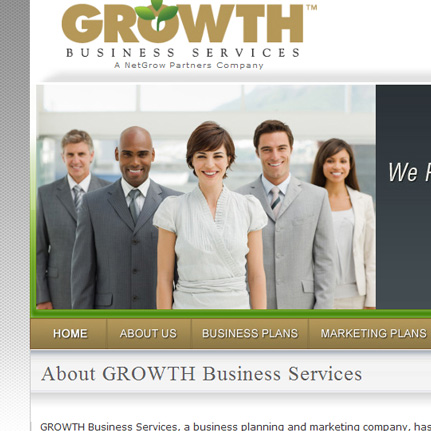 GROWTH™
BUSINESS SERVICES
A NetGrow Partners Company
We
HOME ABOUT US BUSINESS PLANS MARKETING PLANS
About GROWTH Business Services
GROWTH Business Services, a business planning and marketing company, has